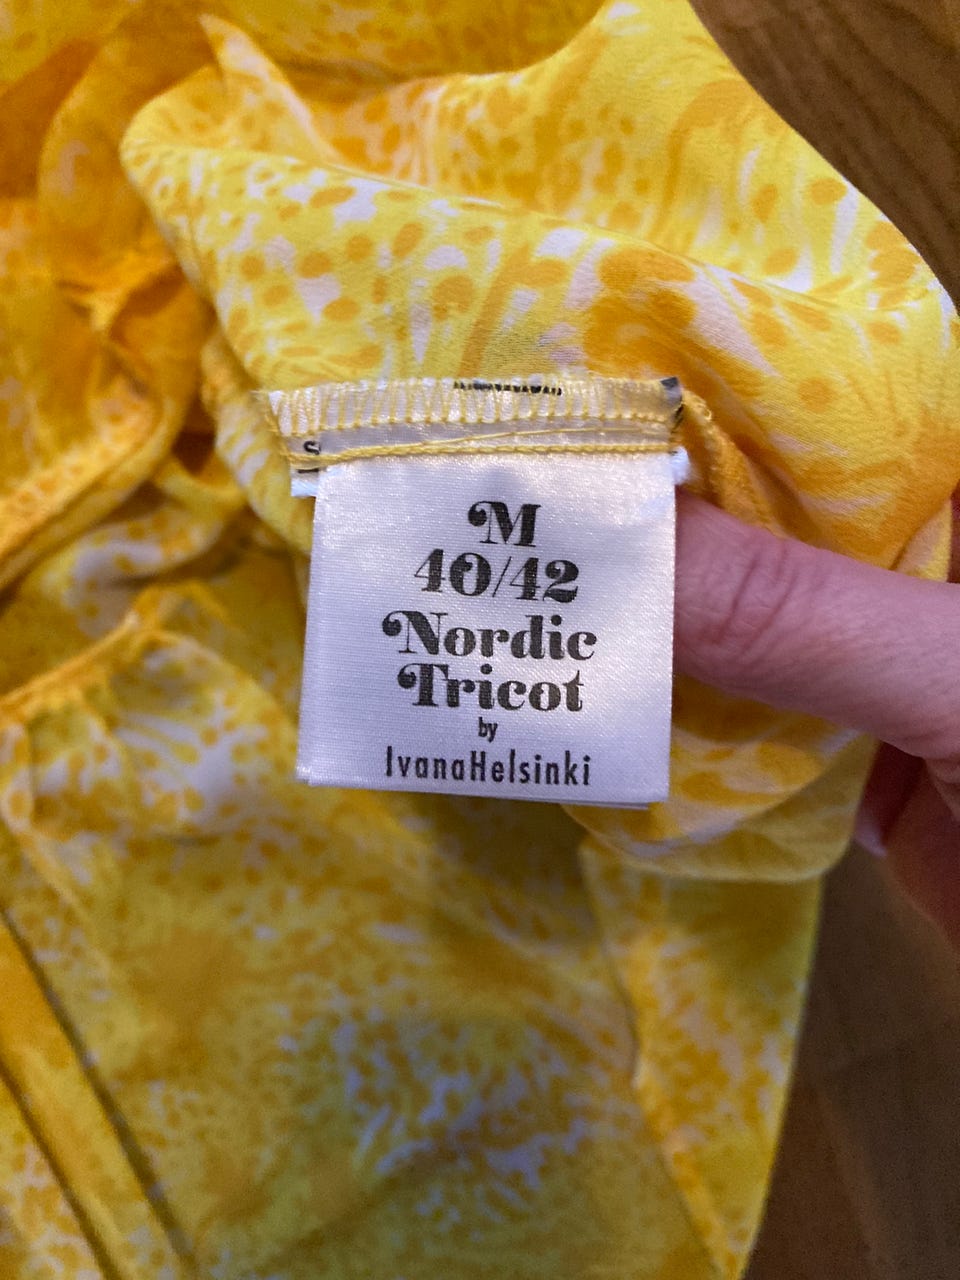 M
40/42
Nordic
Tricot
by
IvanaHelsinki